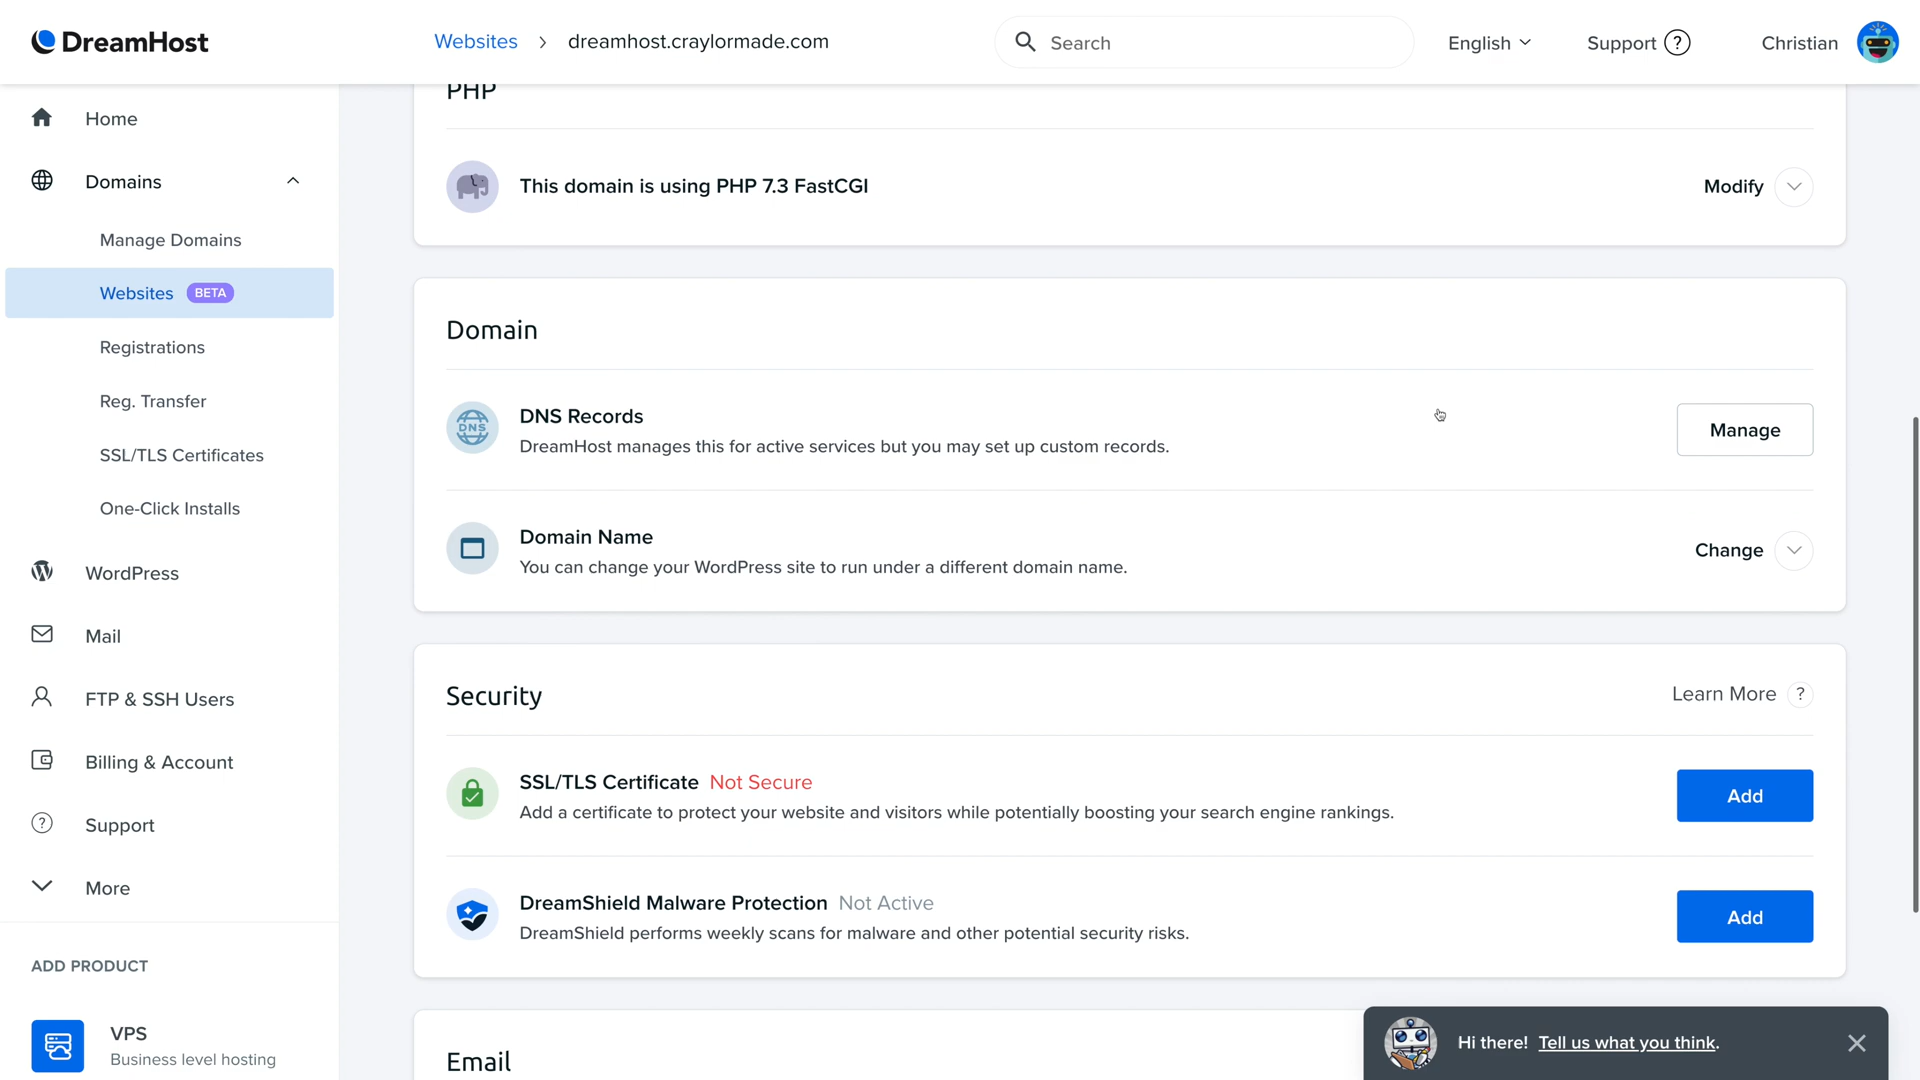 DreamHost
Websites > dreamhost.craylormade.com
Search
English
Support ?
Christian
Home
Domains
Manage Domains
Websites BETA
Registrations
Reg. Transfer
SSL/TLS Certificates
One-Click Installs
WordPress
Mail
FTP & SSH Users
Billing & Account
Support
More
ADD PRODUCT
VPS
Business level hosting
PHP
This domain is using PHP 7.3 FastCGI
Modify
Domain
DNS
DNS Records
DreamHost manages this for active services but you may set up custom records.
Manage
Domain Name
You can change your WordPress site to run under a different domain name.
Change
Security
Learn More ?
SSL/TLS Certificate Not Secure
Add a certificate to protect your website and visitors while potentially boosting your search engine rankings.
Add
DreamShield Malware Protection Not Active
DreamShield performs weekly scans for malware and other potential security risks.
Add
Email
Hi there! Tell us what you think.